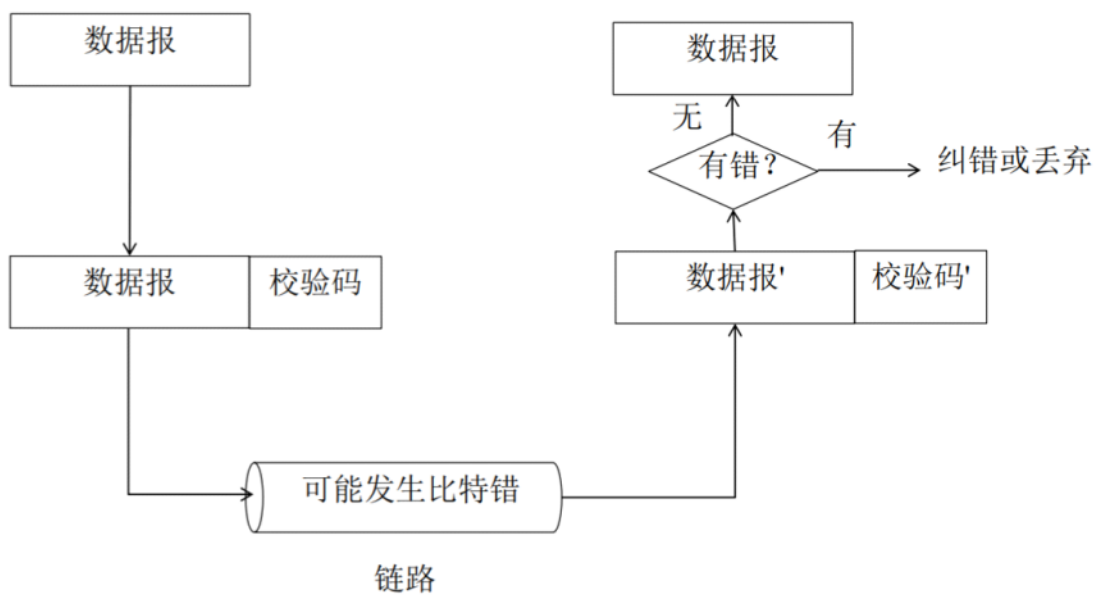 数据报
数据报
无
有
有错？
纠错或丢弃
数据报
校验码
数据报'
校验码'
可能发生比特错
链路